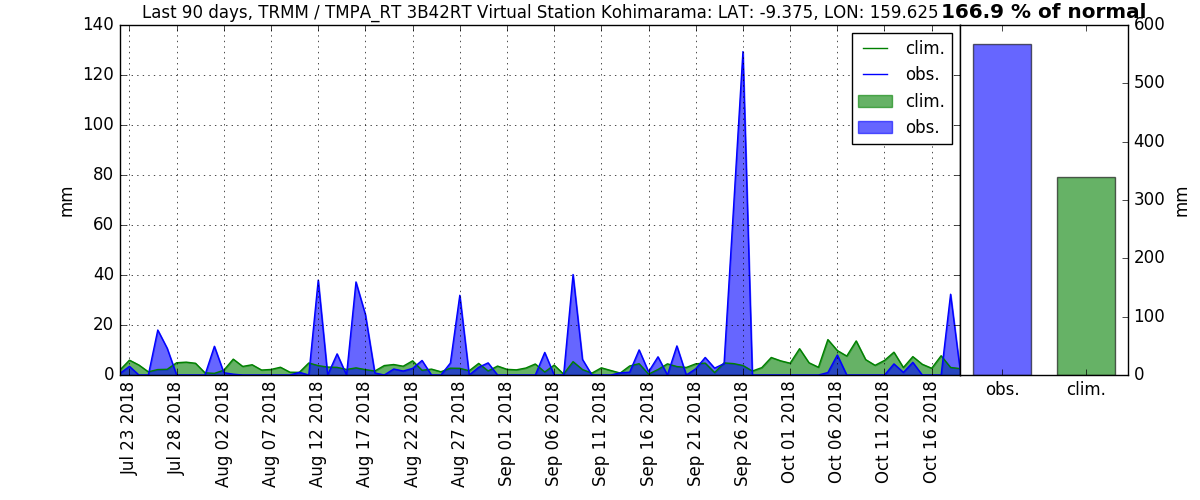 Last 90 days, TRMM / TMPA_RT 3B42RT Virtual Station Kohimarama: LAT: -9.375, LON: 159.625
166.9 % of normal
140
120
100
80
60
40
20
0
mm
clim.
obs.
clim.
obs.
Jul 23 2018
Jul 28 2018
Aug 02 2018
Aug 07 2018
Aug 12 2018
Aug 17 2018
Aug 22 2018
Aug 27 2018
Sep 01 2018
Sep 06 2018
Sep 11 2018
Sep 16 2018
Sep 21 2018
Sep 26 2018
Oct 01 2018
Oct 06 2018
Oct 11 2018
Oct 16 2018
600
500
400
300
200
100
0
mm
obs.
clim.